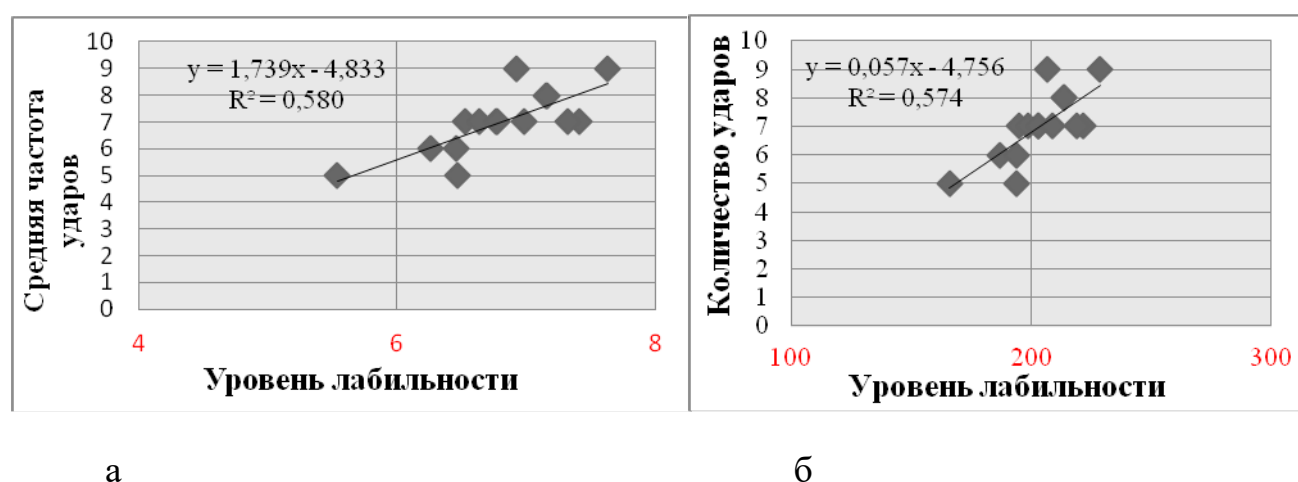 Средняя частота
ударов
10
9
8
7
6
5
4
3
2
1
0
y = 1,739x - 4,833
R² = 0,580
4 6 8
Уровень лабильности
а
Количество ударов
10
9
8
7
6
5
4
3
2
1
0
y = 0,057x - 4,756
R² = 0,574
100 200 300
Уровень лабильности
б